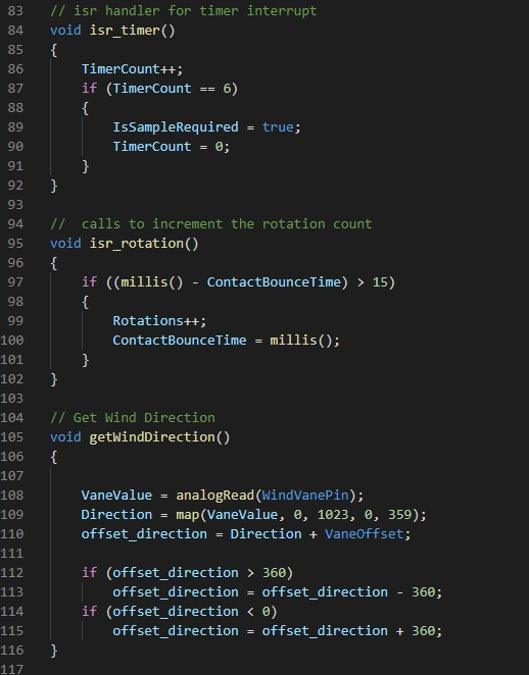 83 // isr handler for timer interrupt
84 void isr_timer()
85 {
86     TimerCount++;
87     if (TimerCount == 6)
88     {
89         IsSampleRequired = true;
90         TimerCount = 0;
91     }
92 }
93
94 //  calls to increment the rotation count
95 void isr_rotation()
96 {
97     if ((millis() - ContactBounceTime) > 15)
98     {
99         Rotations++;
100         ContactBounceTime = millis();
101     }
102 }
103
104 // Get Wind Direction
105 void getWindDirection()
106 {
107
108     VaneValue = analogRead(WindVanePin);
109     Direction = map(VaneValue, 0, 1023, 0, 359);
110     offset_direction = Direction + VaneOffset;
111
112     if (offset_direction > 360)
113         offset_direction = offset_direction - 360;
114     if (offset_direction < 0)
115         offset_direction = offset_direction + 360;
116 }
117